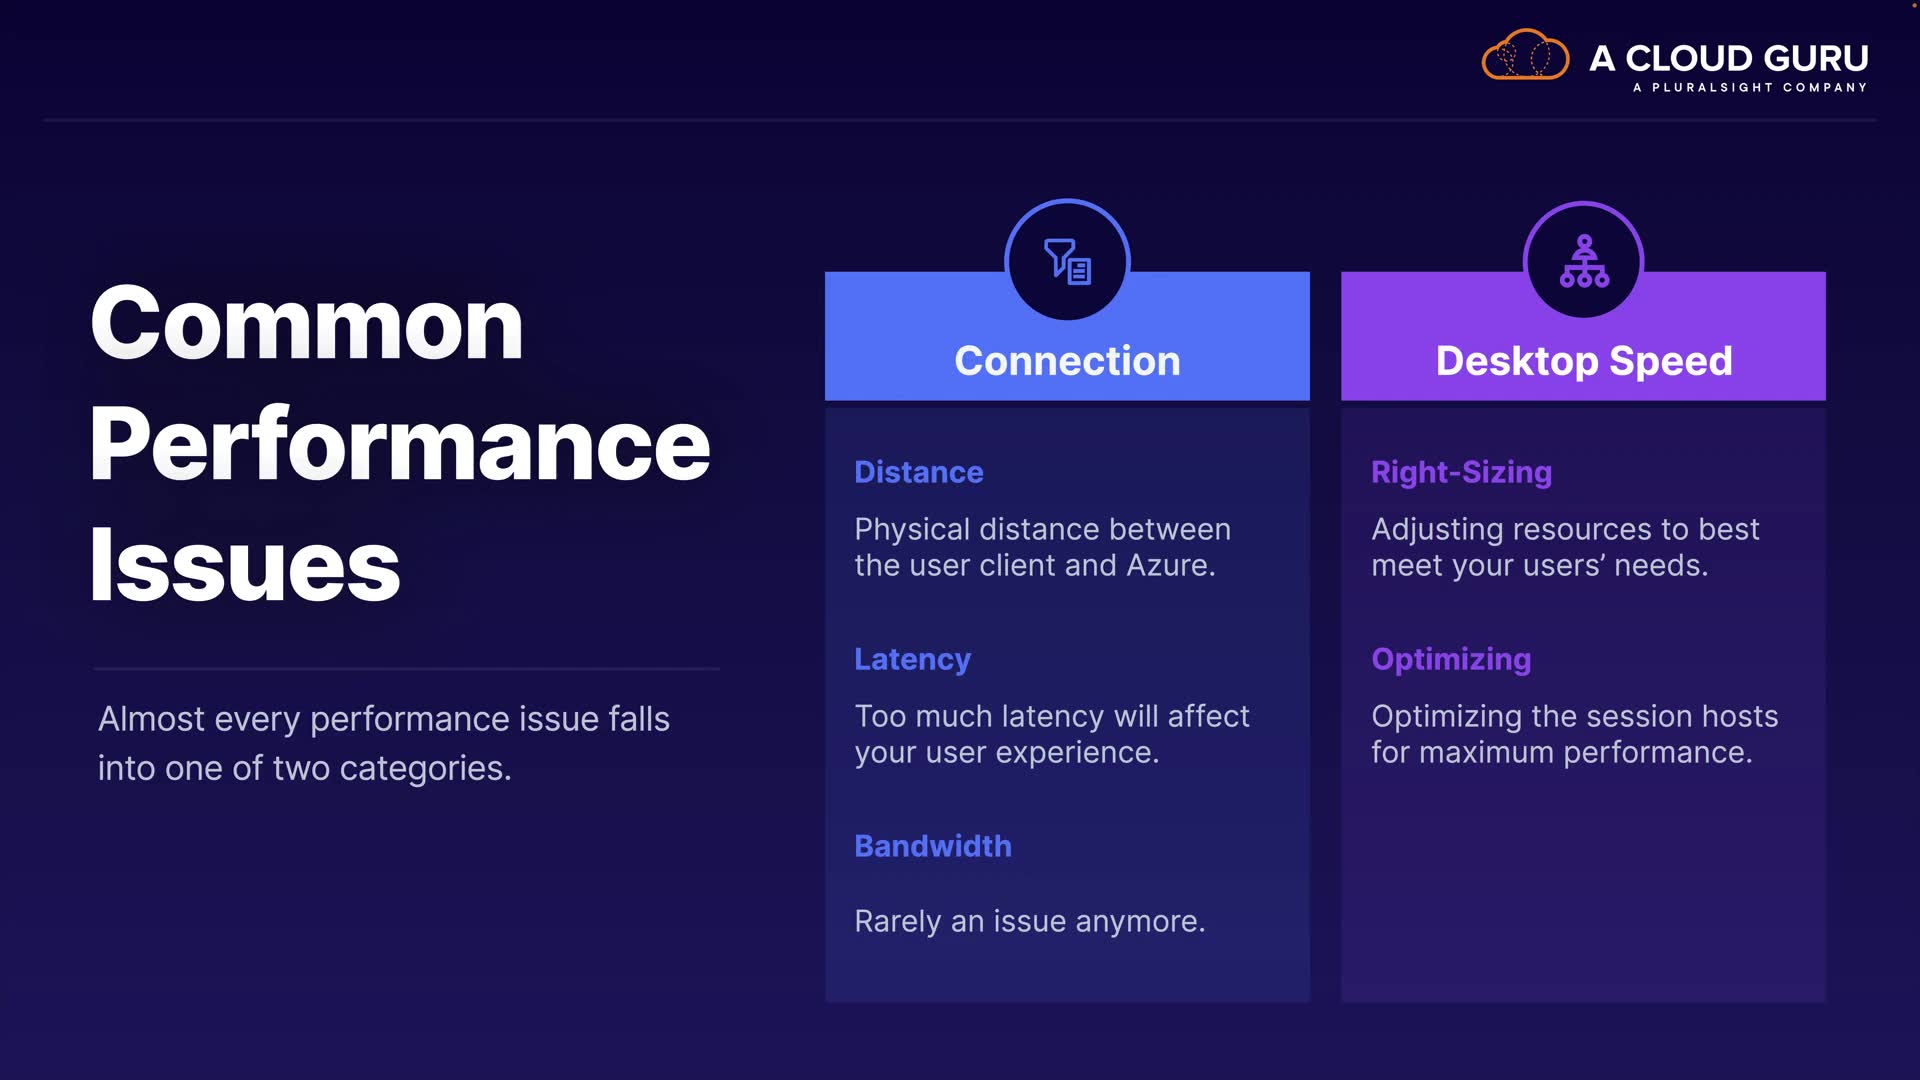 A CLOUD GURU
A PLURALSIGHT COMPANY
Common
Performance
Issues
Almost every performance issue falls
into one of two categories.
Connection
Distance
Physical distance between
the user client and Azure.
Latency
Too much latency will affect
your user experience.
Bandwidth
Rarely an issue anymore.
Desktop Speed
Right-Sizing
Adjusting resources to best
meet your users’ needs.
Optimizing
Optimizing the session hosts
for maximum performance.